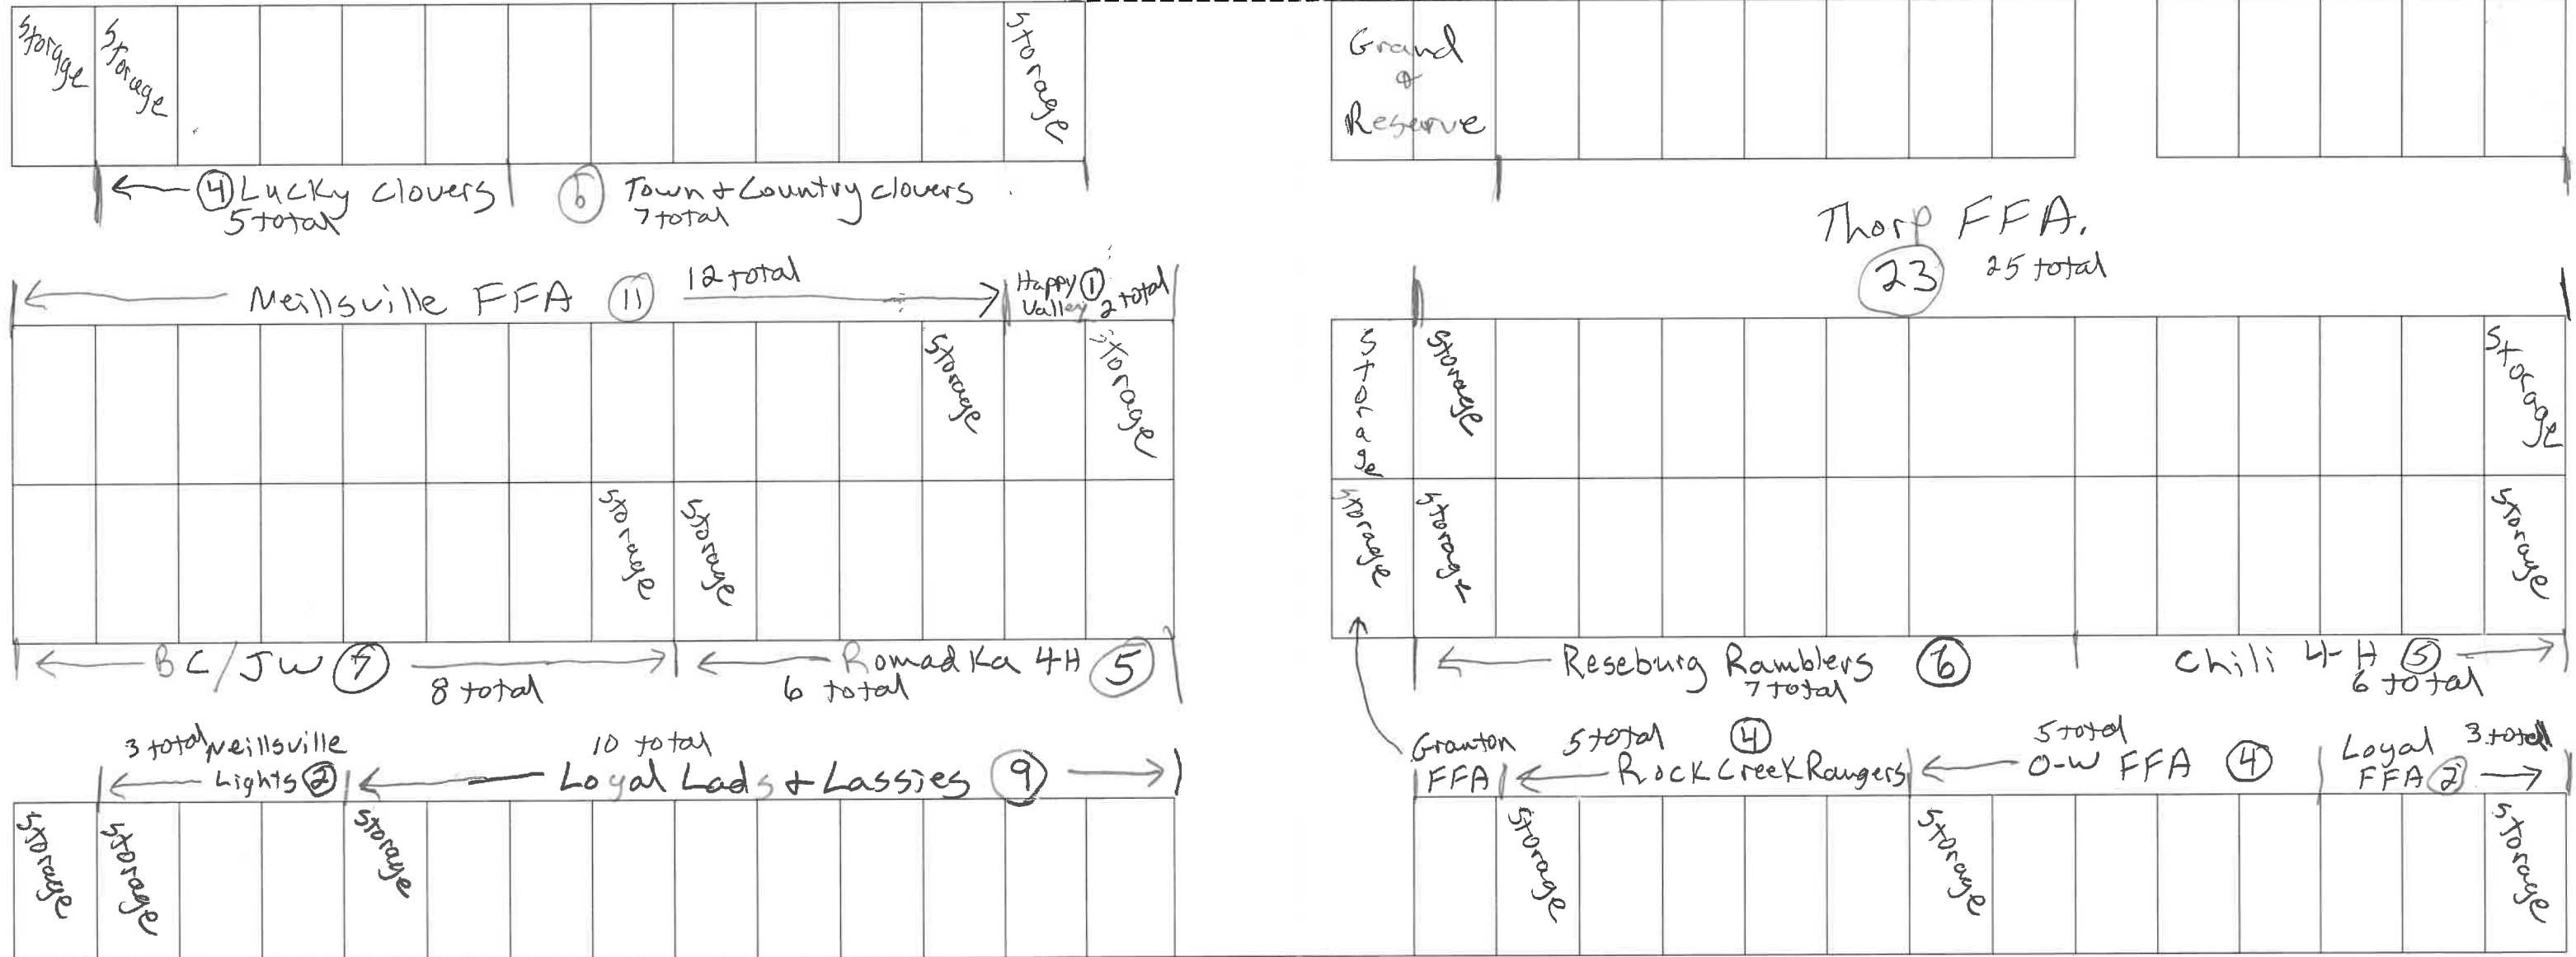 Storage Storage Storage
Grand
&
Reserve
④ Lucky Clovers
5 total
⑥ Town + Country clovers
7 total
Thorp FFA.
23 25 total
Neillsville FFA ⑪ 12 total
Happy ①
Valley 2 total
Storage Storage
Storage Storage Storage
Storage Storage
Storage Storage Storage
BC/JW ⑦
8 total
Romadka 4H ⑤
6 total
Reseburg Ramblers ⑥
7 total
Chili 4-H ⑤
6 total
3 total Neillsville
Lights ②
10 total
Loyal Lads + Lassies ⑨
Granton
FFA
5 total ④
Rock Creek Rangers
5 total
O-W FFA ④
Loyal 3 total
FFA ②
Storage Storage Storage
Storage Storage Storage